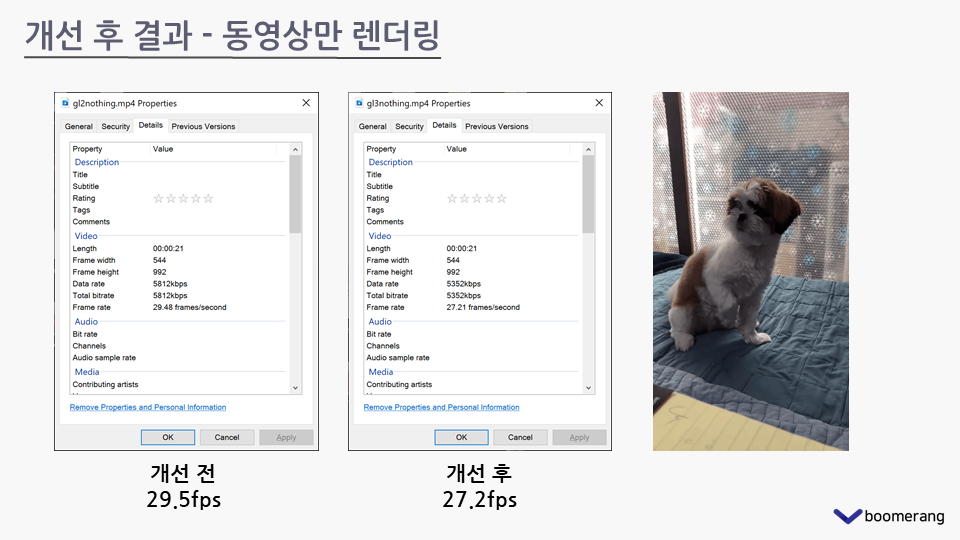 개선 후 결과 - 동영상만 렌더링
gl2nothing.mp4 Properties
General Security Details Previous Versions
Property Value
Description
Title
Subtitle
Rating ☆☆☆☆☆
Tags
Comments
Video
Length 00:00:21
Frame width 544
Frame height 992
Data rate 5812kbps
Total bitrate 5812kbps
Frame rate 29.48 frames/second
Audio
Bit rate
Channels
Audio sample rate
Media
Contributing artists
Remove Properties and Personal Information
OK Cancel Apply
개선 전
29.5fps
gl3nothing.mp4 Properties
General Security Details Previous Versions
Property Value
Description
Title
Subtitle
Rating ☆☆☆☆☆
Tags
Comments
Video
Length 00:00:21
Frame width 544
Frame height 992
Data rate 5352kbps
Total bitrate 5352kbps
Frame rate 27.21 frames/second
Audio
Bit rate
Channels
Audio sample rate
Media
Contributing artists
Remove Properties and Personal Information
OK Cancel Apply
개선 후
27.2fps
boomerang